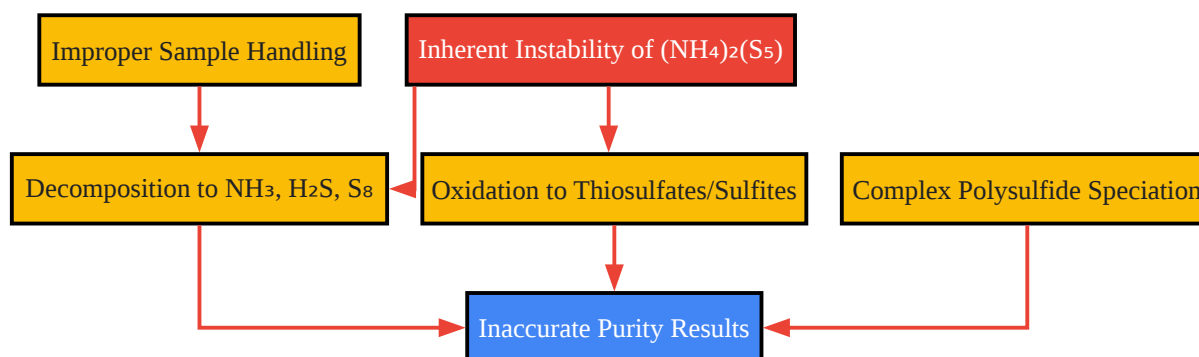 Improper Sample Handling
Inherent Instability of (NH₄)₂(S₅)
Decomposition to NH₃, H₂S, S₈
Oxidation to Thiosulfates/Sulfites
Complex Polysulfide Speciation
Inaccurate Purity Results